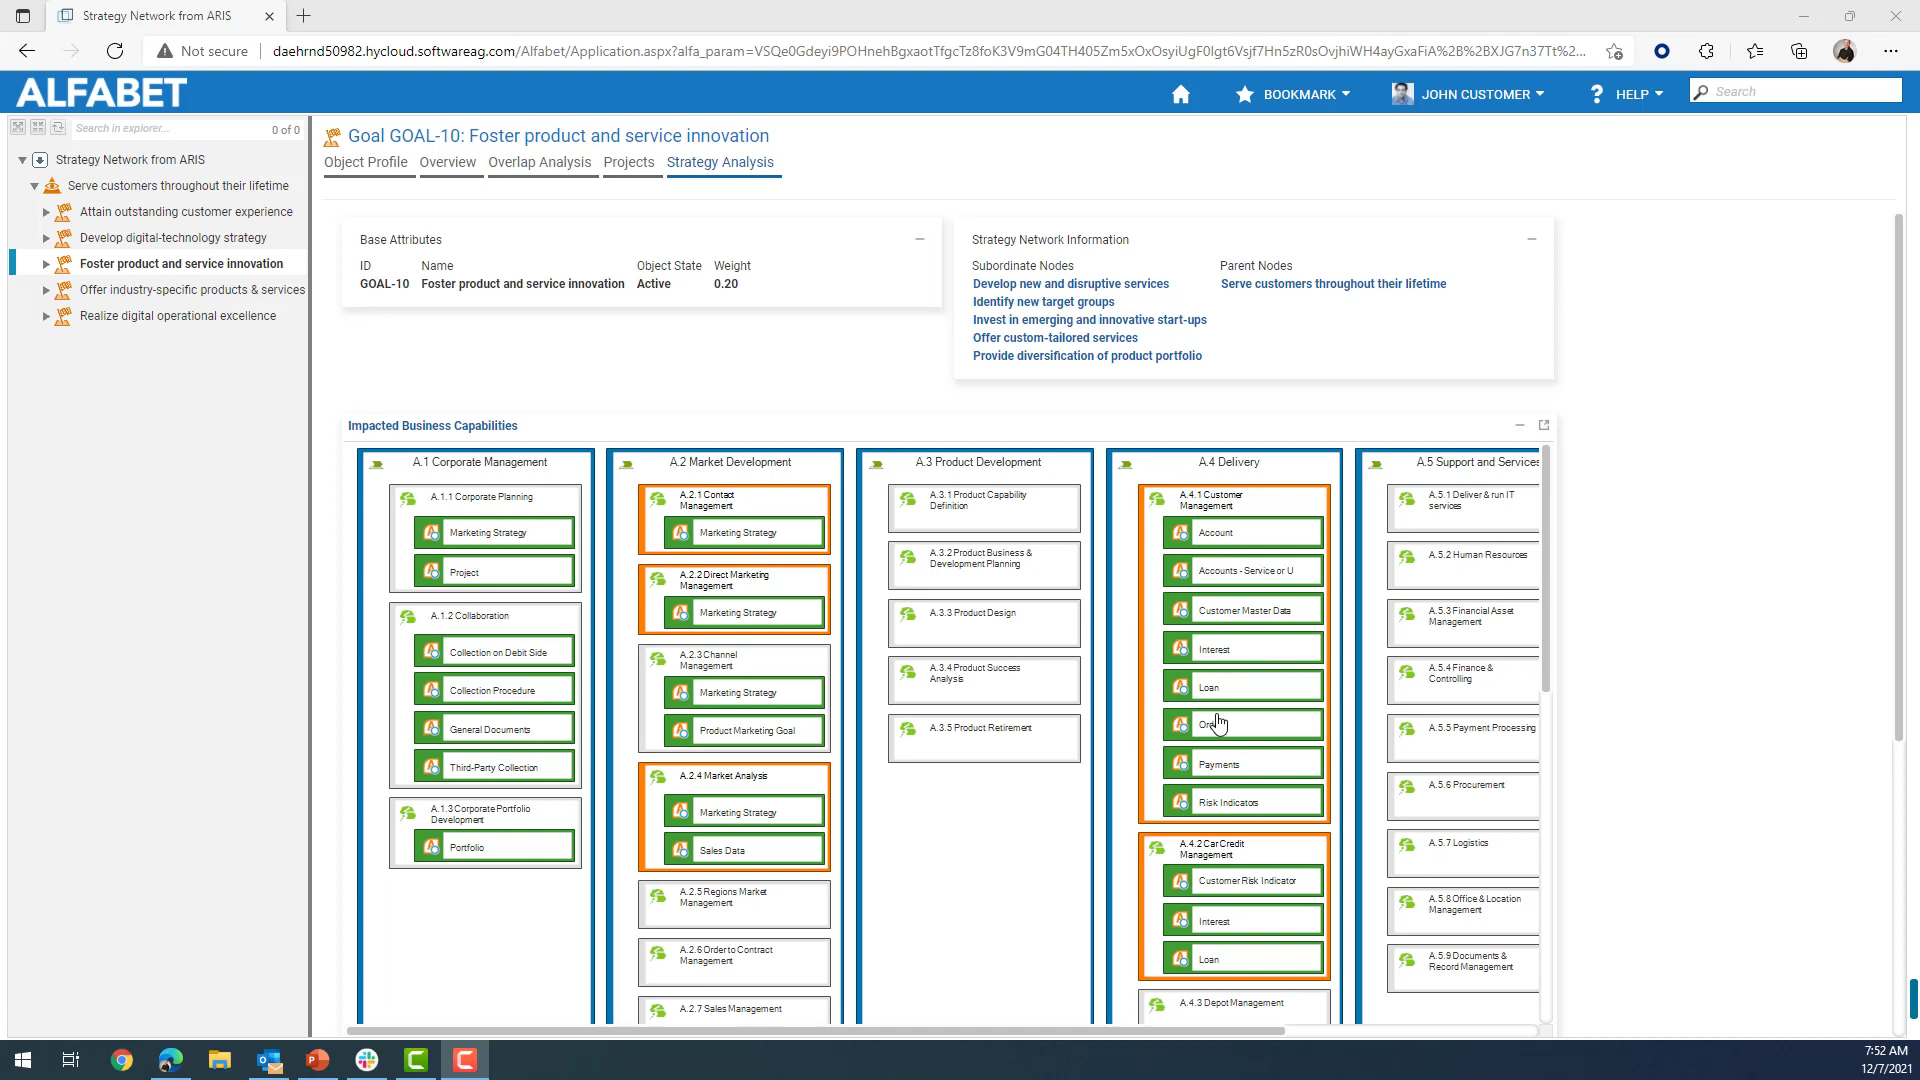 Strategy Network from ARIS
Not secure
daehrnd50982.hycloud.softwareag.com/Alfabet/Application.aspx?alfa_param=VSQe0Gdeyi9POHnehBgxaotTfgcTz8foK3V9mG04TH405Zm5xOxOsyiUgF0Igt6Vsjf7Hn5zR0sOvjhiWH4ayGxaFiA%2B%2BXJG7n37Tt%2...
ALFABET
BOOKMARK
JOHN CUSTOMER
HELP
Search
Search in explorer...
0 of 0
Strategy Network from ARIS
Serve customers throughout their lifetime
Attain outstanding customer experience
Develop digital-technology strategy
Foster product and service innovation
Offer industry-specific products & services
Realize digital operational excellence
Goal GOAL-10: Foster product and service innovation
Object Profile Overview Overlap Analysis Projects Strategy Analysis
Base Attributes
ID Name Object State Weight
GOAL-10 Foster product and service innovation Active 0.20
Strategy Network Information
Subordinate Nodes Parent Nodes
Develop new and disruptive services Serve customers throughout their lifetime
Identify new target groups
Invest in emerging and innovative start-ups
Offer custom-tailored services
Provide diversification of product portfolio
Impacted Business Capabilities
A.1 Corporate Management
A.1.1 Corporate Planning
Marketing Strategy
Project
A.1.2 Collaboration
Collection on Debit Side
Collection Procedure
General Documents
Third-Party Collection
A.1.3 Corporate Portfolio
Development
Portfolio
A.2 Market Development
A.2.1 Contact
Management
Marketing Strategy
A.2.2 Direct Marketing
Management
Marketing Strategy
A.2.3 Channel
Management
Marketing Strategy
Product Marketing Goal
A.2.4 Market Analysis
Marketing Strategy
Sales Data
A.2.5 Regions Market
Management
A.2.6 Order to Contract
Management
A.2.7 Sales Management
A.3 Product Development
A.3.1 Product Capability
Definition
A.3.2 Product Business &
Development Planning
A.3.3 Product Design
A.3.4 Product Success
Analysis
A.3.5 Product Retirement
A.4 Delivery
A.4.1 Customer
Management
Account
Accounts - Service or U
Customer Master Data
Interest
Loan
Payments
Risk Indicators
A.4.2 Car Credit
Management
Customer Risk Indicator
Interest
Loan
A.4.3 Depot Management
A.5 Support and Services
A.5.1 Deliver & run IT
services
A.5.2 Human Resources
A.5.3 Financial Asset
Management
A.5.4 Finance &
Controlling
A.5.5 Payment Processing
A.5.6 Procurement
A.5.7 Logistics
A.5.8 Office & Location
Management
A.5.9 Documents &
Record Management
7:52 AM
12/7/2021